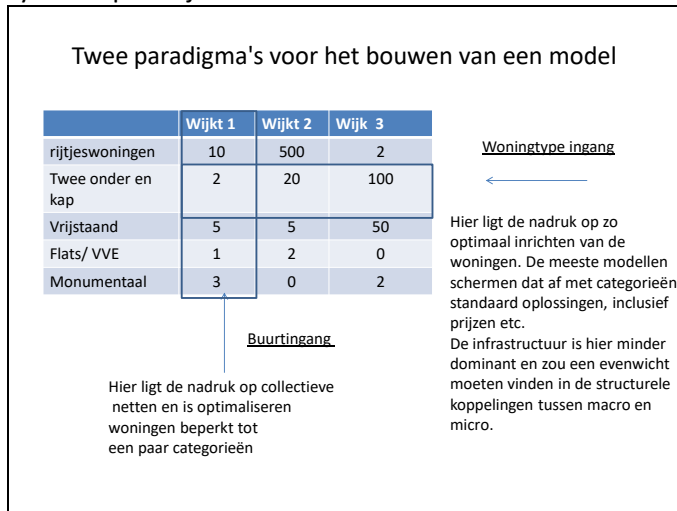 Twee paradigma's voor het bouwen van een model
Wijkt 1 Wijkt 2 Wijk 3
rijtjeswoningen 10 500 2
Twee onder en
kap 2 20 100
Vrijstaand 5 5 50
Flats/ VVE 1 2 0
Monumentaal 3 0 2
Woningtype ingang
Hier ligt de nadruk op zo
optimaal inrichten van de
woningen. De meeste modellen
schermen dat af met categorieën
standaard oplossingen, inclusief
prijzen etc.
De infrastructuur is hier minder
dominant en zou een evenwicht
moeten vinden in de structurele
koppelingen tussen macro en
micro.
Buurtingang
Hier ligt de nadruk op collectieve
netten en is optimaliseren
woningen beperkt tot
een paar categorieën